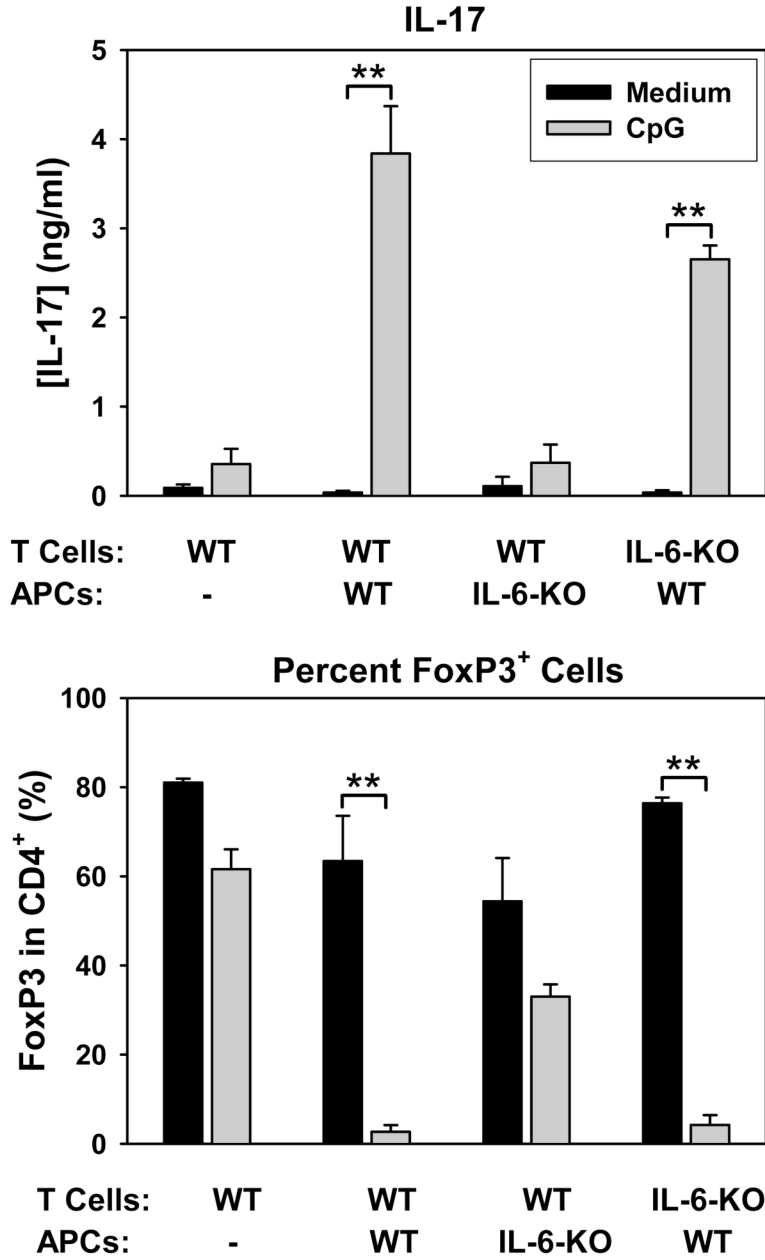 IL-17
5
4
3
2
1
0
[IL-17] (ng/ml)
Medium
CpG
**
**
T Cells: WT WT WT IL-6-KO
APCs: - WT IL-6-KO WT
Percent FoxP3⁺ Cells
100
80
60
40
20
0
FoxP3 in CD4⁺ (%)
**
**
T Cells: WT WT WT IL-6-KO
APCs: - WT IL-6-KO WT